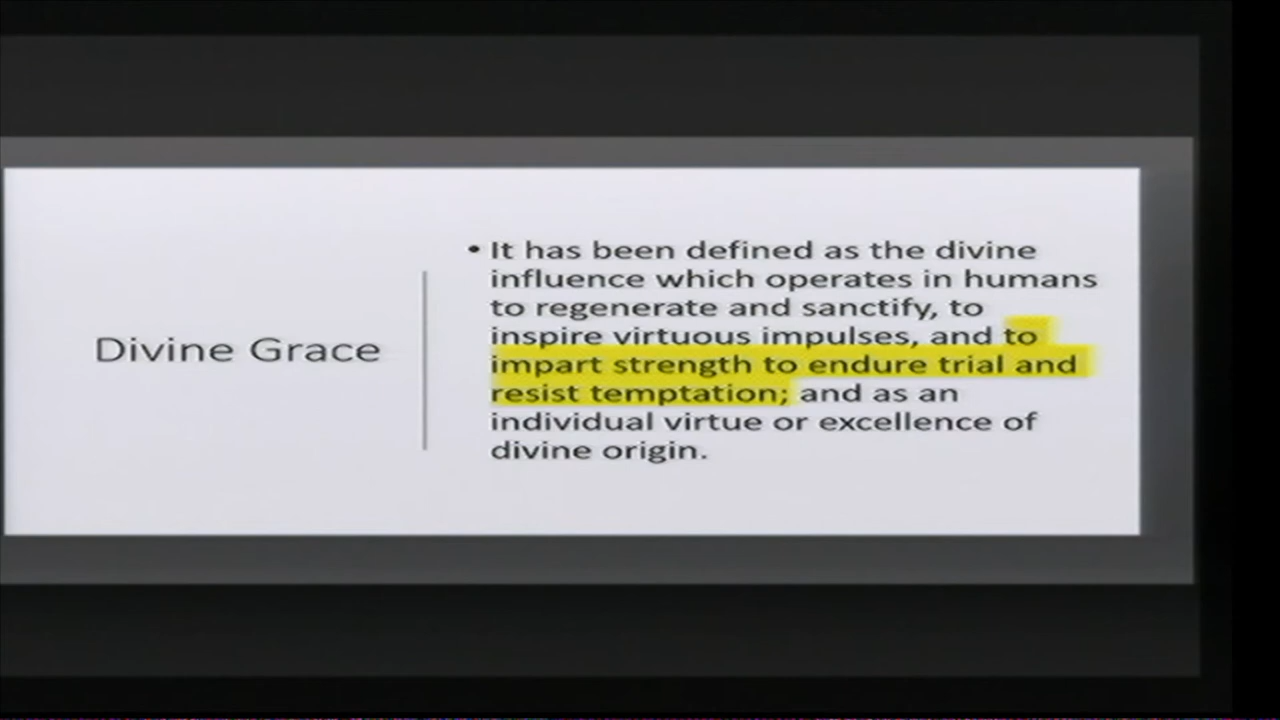 Divine Grace
• It has been defined as the divine
influence which operates in humans
to regenerate and sanctify, to
inspire virtuous impulses, and to
impart strength to endure trial and
resist temptation; and as an
individual virtue or excellence of
divine origin.